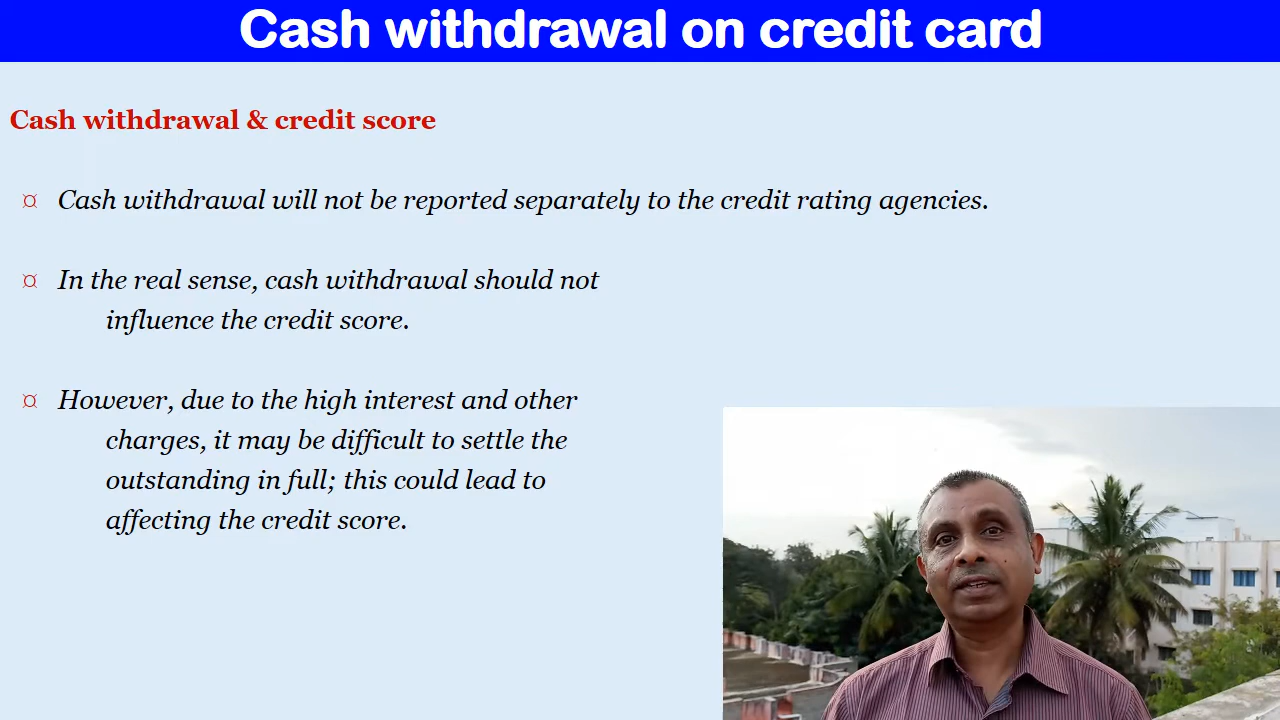 Cash withdrawal on credit card
Cash withdrawal & credit score
¤ Cash withdrawal will not be reported separately to the credit rating agencies.
¤ In the real sense, cash withdrawal should not
influence the credit score.
¤ However, due to the high interest and other
charges, it may be difficult to settle the
outstanding in full; this could lead to
affecting the credit score.